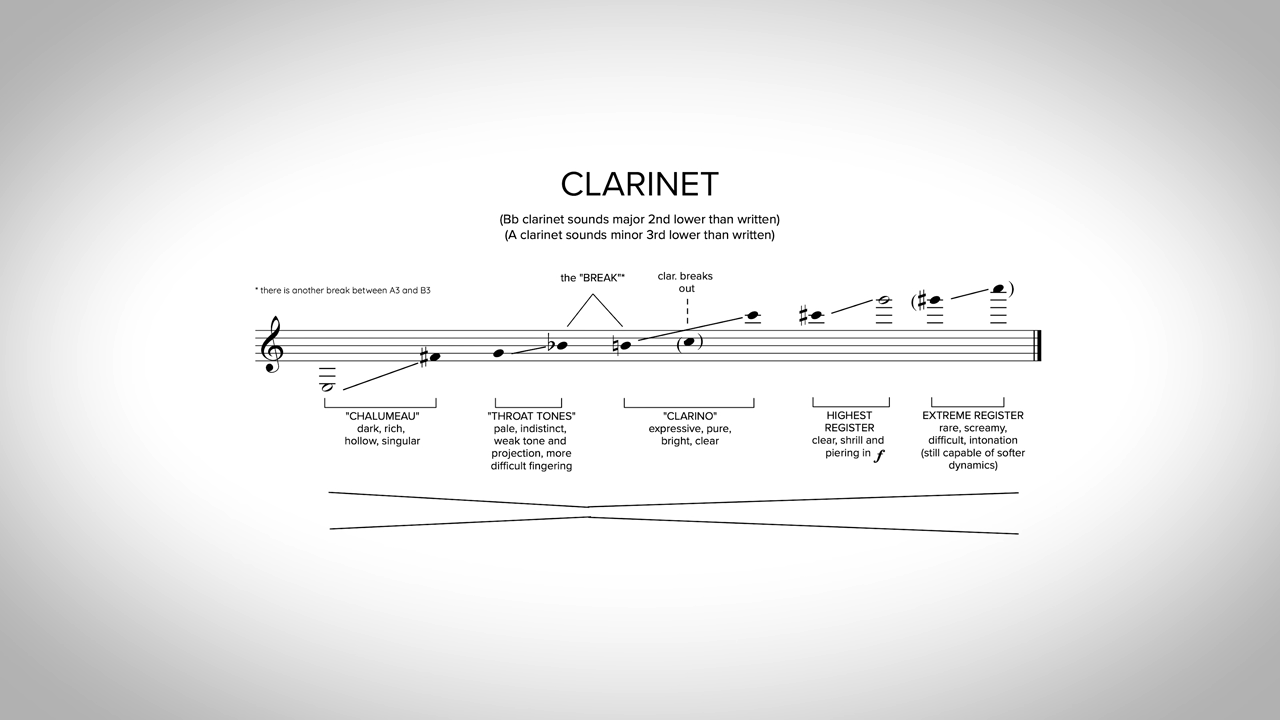 CLARINET
(Bb clarinet sounds major 2nd lower than written)
(A clarinet sounds minor 3rd lower than written)
the "BREAK"*
clar. breaks
out
* there is another break between A3 and B3
"CHALUMEAU"
dark, rich,
hollow, singular
"THROAT TONES"
pale, indistinct,
weak tone and
projection, more
difficult fingering
"CLARINO"
expressive, pure,
bright, clear
HIGHEST
REGISTER
clear, shrill and
piering in f
EXTREME REGISTER
rare, screamy,
difficult, intonation
(still capable of softer
dynamics)